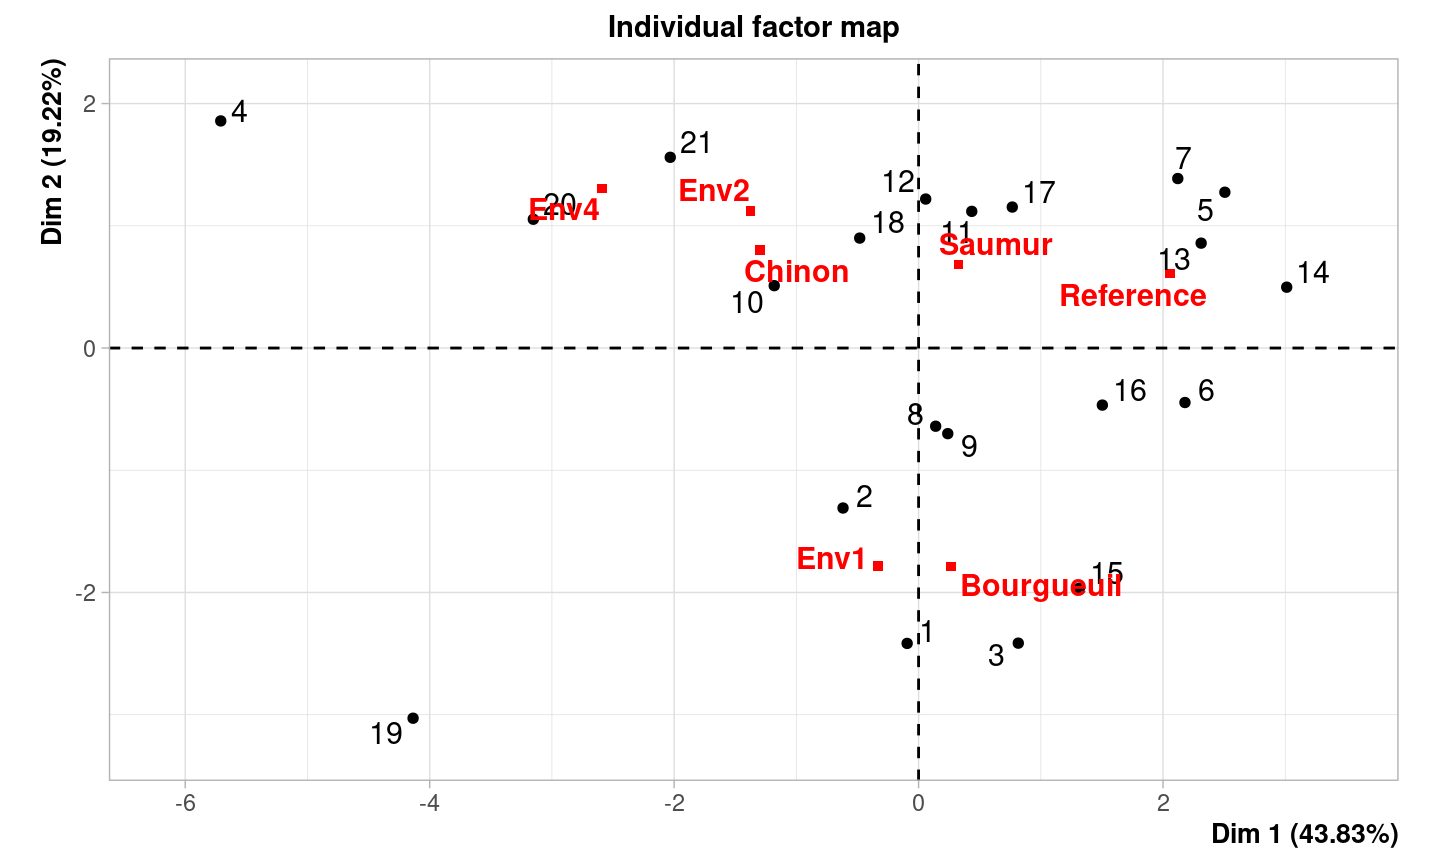 Individual factor map
Dim 2 (19.22%)
2
0
-2
4
21
20
Env4
Env2
12
18
17
7
5
11
Saumur
13
14
Chinon
Reference
10
16
6
8
9
2
Env1
15
Bourgueuil
1
3
19
-6
-4
-2
0
2
Dim 1 (43.83%)